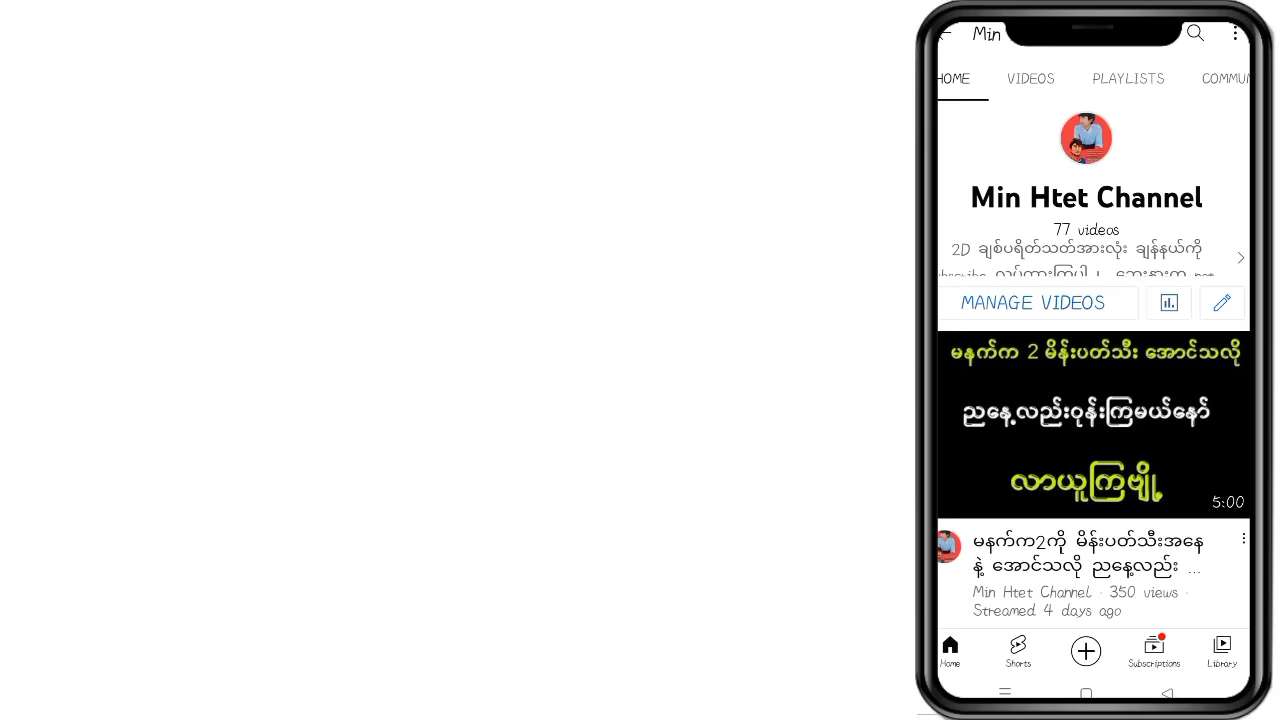 Min
HOME VIDEOS PLAYLISTS COMMUN
Min Htet Channel
77 videos
2D ချစ်ပရိတ်သတ်အားလုံး ချန်နယ်ကို
MANAGE VIDEOS
မနက်က 2 မိန်းပတ်သီး အောင်သလို
ညနေ့လည်းဝုန်းကြမယ်နော်
လာယူကြဗျို့
5:00
မနက်က2ကို မိန်းပတ်သီးအနေ
နဲ့ အောင်သလို ညနေ့လည်း ...
Min Htet Channel · 350 views ·
Streamed 4 days ago
Home Shorts Subscriptions Library